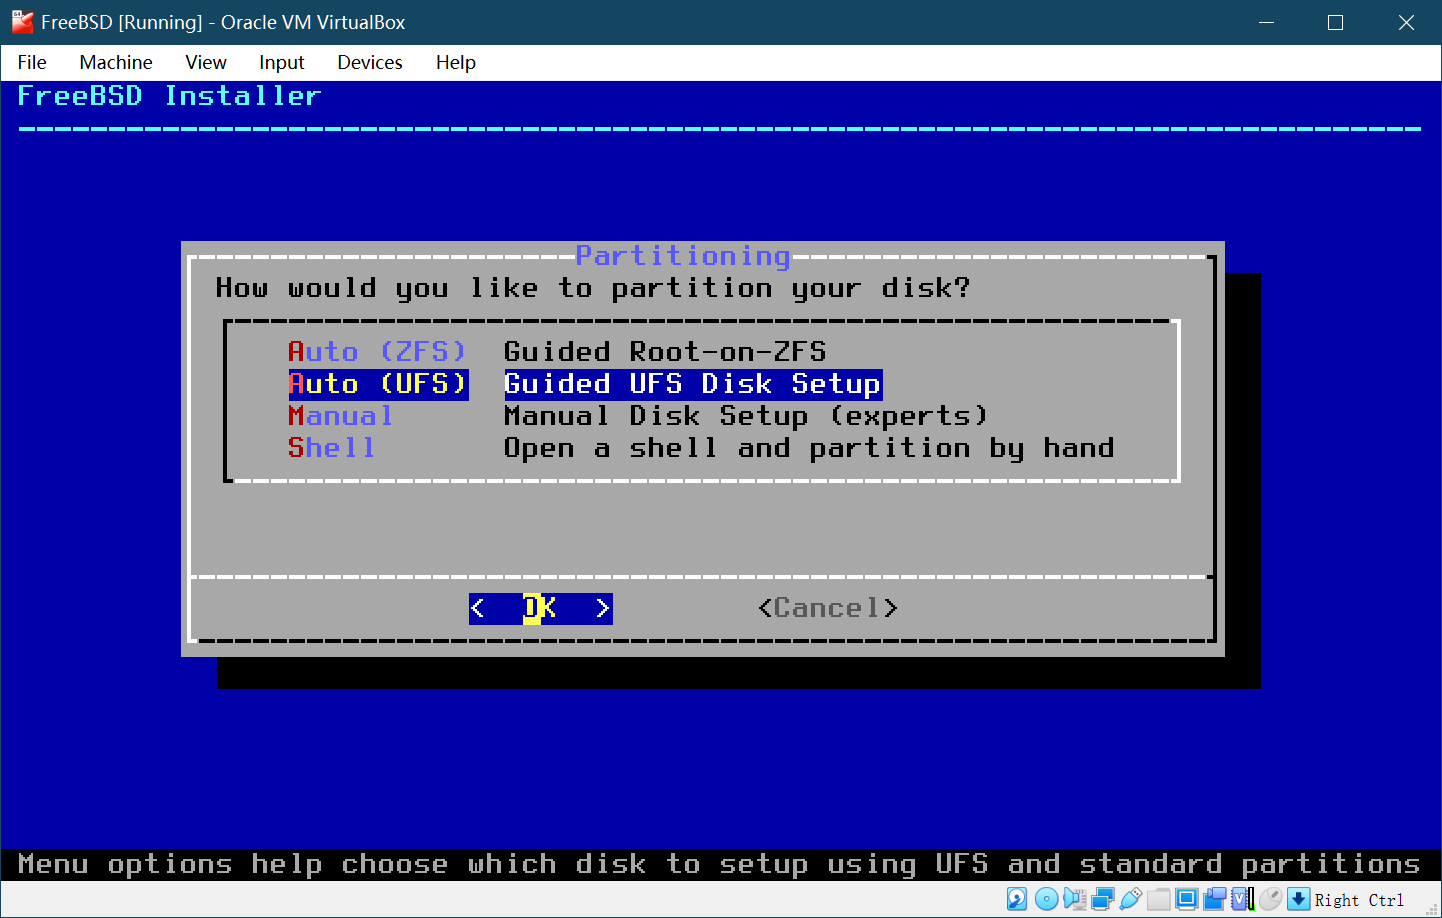 FreeBSD [Running] - Oracle VM VirtualBox
File Machine View Input Devices Help
FreeBSD Installer
Partitioning
How would you like to partition your disk?
Auto (ZFS) Guided Root-on-ZFS
Auto (UFS) Guided UFS Disk Setup
Manual Manual Disk Setup (experts)
Shell Open a shell and partition by hand
< OK > <Cancel>
Menu options help choose which disk to setup using UFS and standard partitions
Right Ctrl